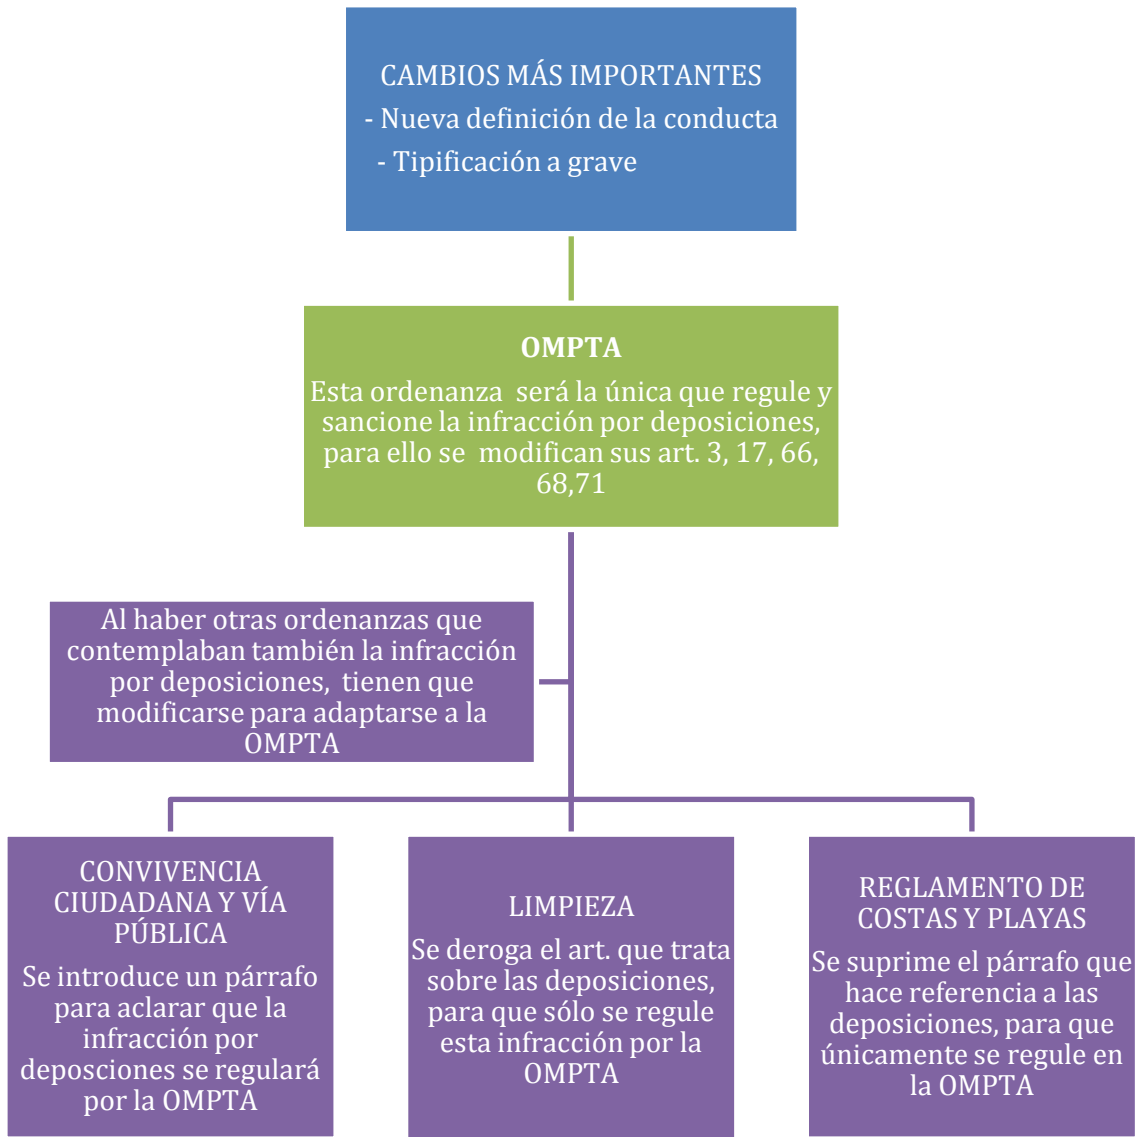 CAMBIOS MÁS IMPORTANTES
- Nueva definición de la conducta
- Tipificación a grave
OMPTA
Esta ordenanza será la única que regule y
sancione la infracción por deposiciones,
para ello se modifican sus art. 3, 17, 66,
68,71
Al haber otras ordenanzas que
contemplaban también la infracción
por deposiciones, tienen que
modificarse para adaptarse a la
OMPTA
CONVIVENCIA
CIUDADANA Y VÍA
PÚBLICA
Se introduce un párrafo
para aclarar que la
infracción por
deposciones se regulará
por la OMPTA
LIMPIEZA
Se deroga el art. que trata
sobre las deposiciones,
para que sólo se regule
esta infracción por la
OMPTA
REGLAMENTO DE
COSTAS Y PLAYAS
Se suprime el párrafo que
hace referencia a las
deposiciones, para que
únicamente se regule en
la OMPTA